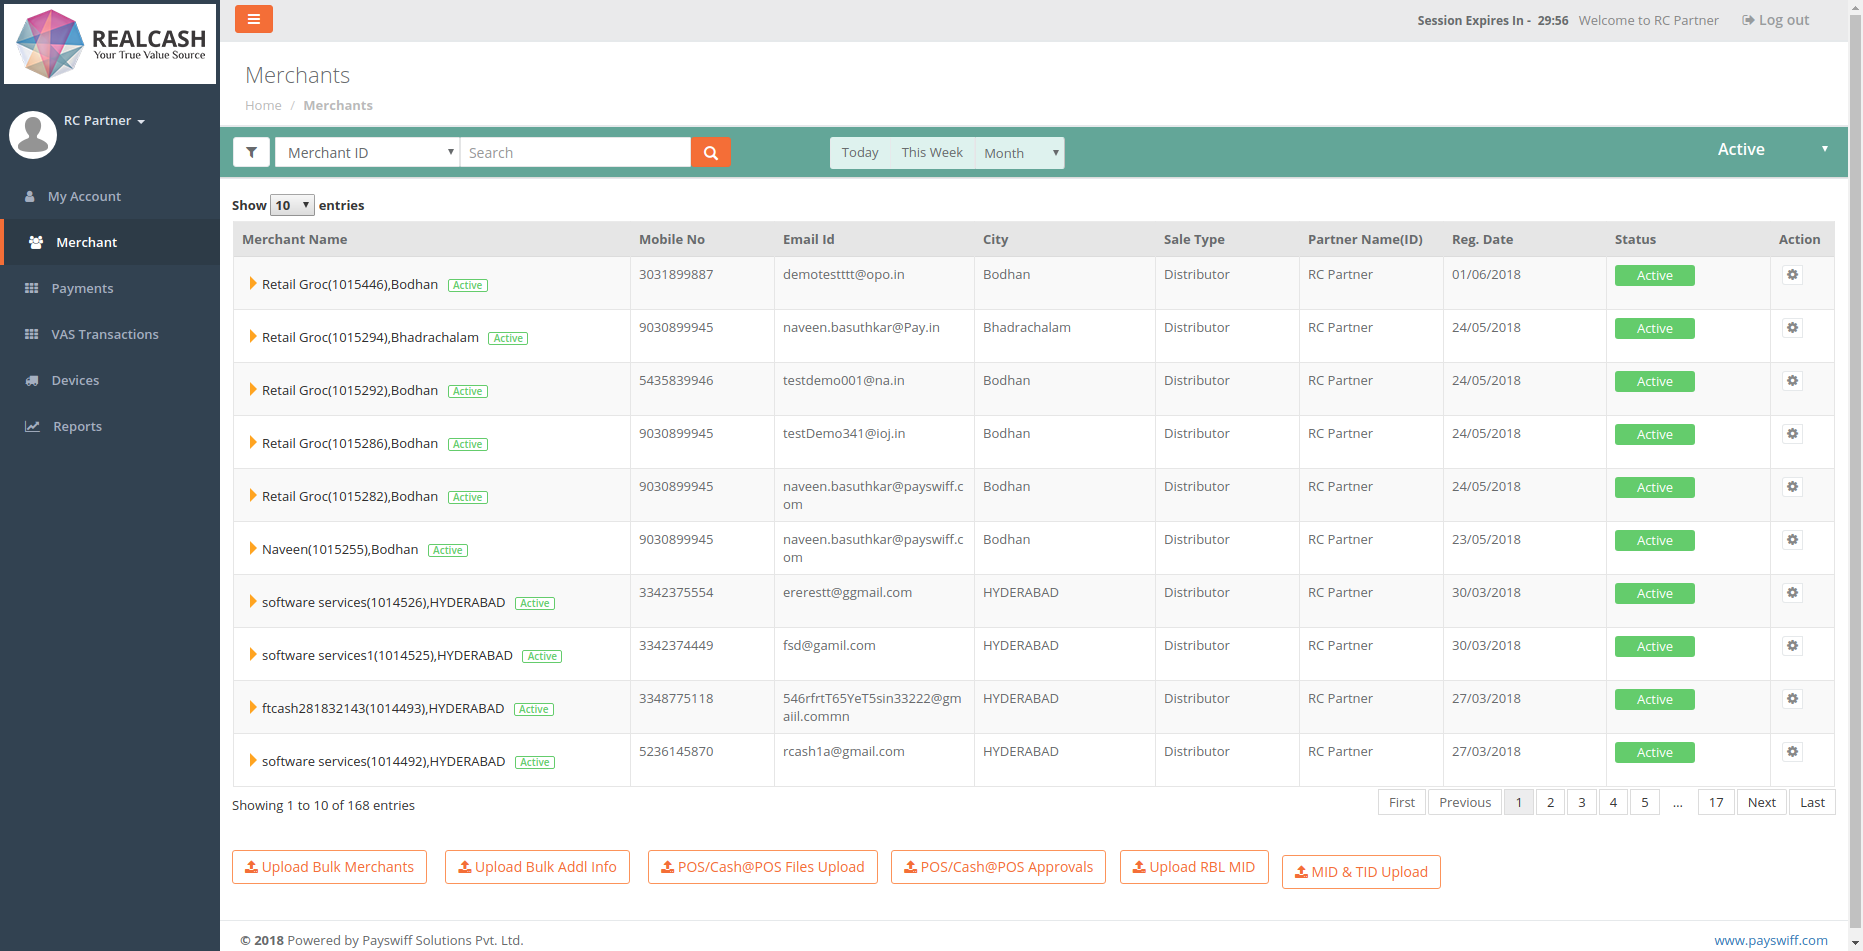 REALCASH
Your True Value Source
Session Expires In - 29:56 Welcome to RC Partner Log out
RC Partner
My Account
Merchant
Payments
VAS Transactions
Devices
Reports
Merchants
Home / Merchants
Merchant ID Search Today This Week Month Active
Show 10 entries
Merchant Name Mobile No Email Id City Sale Type Partner Name(ID) Reg. Date Status Action
Retail Groc(1015446),Bodhan Active 3031899887 demotestttt@opo.in Bodhan Distributor RC Partner 01/06/2018 Active
Retail Groc(1015294),Bhadrachalam Active 9030899945 naveen.basuthkar@Pay.in Bhadrachalam Distributor RC Partner 24/05/2018 Active
Retail Groc(1015292),Bodhan Active 5435839946 testdemo001@na.in Bodhan Distributor RC Partner 24/05/2018 Active
Retail Groc(1015286),Bodhan Active 9030899945 testDemo341@ioj.in Bodhan Distributor RC Partner 24/05/2018 Active
Retail Groc(1015282),Bodhan Active 9030899945 naveen.basuthkar@payswiff.c Bodhan Distributor RC Partner 24/05/2018 Active
om
Naveen(1015255),Bodhan Active 9030899945 naveen.basuthkar@payswiff.c Bodhan Distributor RC Partner 23/05/2018 Active
om
software services(1014526),HYDERABAD Active 3342375554 ererestt@ggmail.com HYDERABAD Distributor RC Partner 30/03/2018 Active
software services1(1014525),HYDERABAD Active 3342374449 fsd@gamil.com HYDERABAD Distributor RC Partner 30/03/2018 Active
ftcash281832143(1014493),HYDERABAD Active 3348775118 546rfrtT65YeT5sin33222@gm HYDERABAD Distributor RC Partner 27/03/2018 Active
aiil.commn
software services(1014492),HYDERABAD Active 5236145870 rcash1a@gmail.com HYDERABAD Distributor RC Partner 27/03/2018 Active
Showing 1 to 10 of 168 entries First Previous 1 2 3 4 5 ... 17 Next Last
Upload Bulk Merchants Upload Bulk Addl Info POS/Cash@POS Files Upload POS/Cash@POS Approvals Upload RBL MID MID & TID Upload
© 2018 Powered by Payswiff Solutions Pvt. Ltd. www.payswiff.com